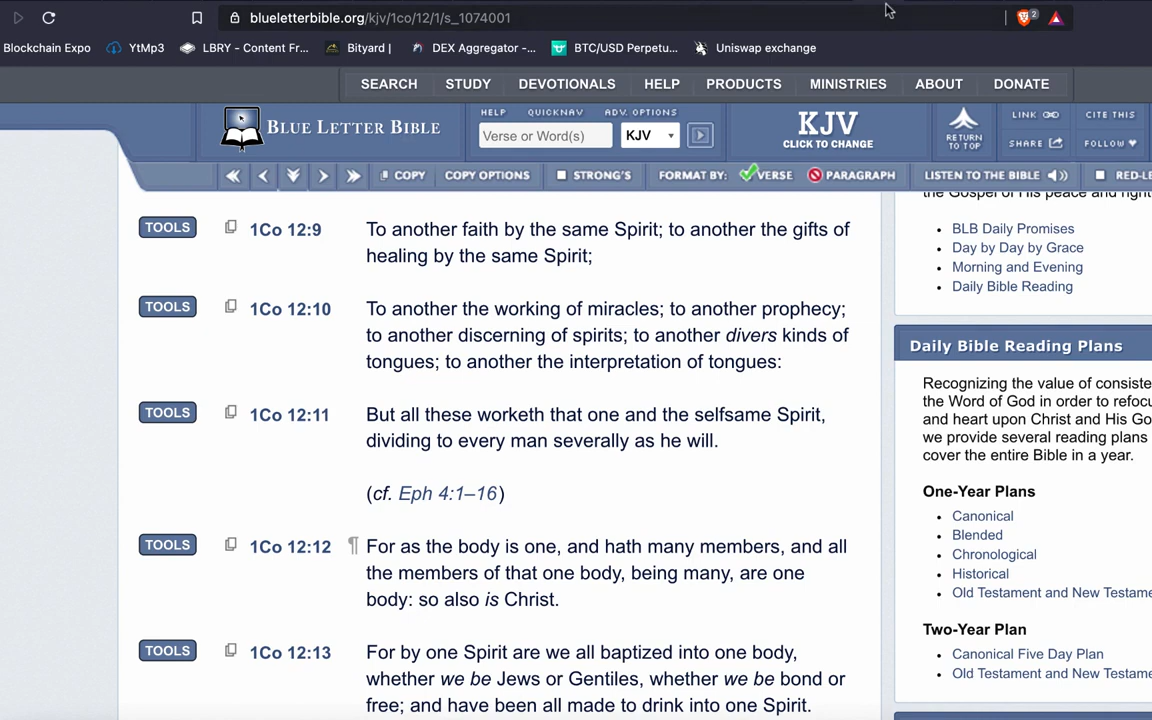 blueletterbible.org/kjv/1co/12/1/s_1074001
2
Blockchain Expo YtMp3 LBRY - Content Fr... Bityard | DEX Aggregator -... BTC/USD Perpetu... Uniswap exchange
SEARCH STUDY DEVOTIONALS HELP PRODUCTS MINISTRIES ABOUT DONATE
HELP QUICKNAV ADV. OPTIONS
BLUE LETTER BIBLE
Verse or Word(s) KJV
KJV
CLICK TO CHANGE
RETURN
TO TOP
LINK CITE THIS
SHARE FOLLOW
COPY COPY OPTIONS STRONG'S FORMAT BY: VERSE PARAGRAPH LISTEN TO THE BIBLE RED-LE
TOOLS 1Co 12:9 To another faith by the same Spirit; to another the gifts of
healing by the same Spirit;
TOOLS 1Co 12:10 To another the working of miracles; to another prophecy;
to another discerning of spirits; to another divers kinds of
tongues; to another the interpretation of tongues:
TOOLS 1Co 12:11 But all these worketh that one and the selfsame Spirit,
dividing to every man severally as he will.
(cf. Eph 4:1–16)
TOOLS 1Co 12:12 ¶ For as the body is one, and hath many members, and all
the members of that one body, being many, are one
body: so also is Christ.
TOOLS 1Co 12:13 For by one Spirit are we all baptized into one body,
whether we be Jews or Gentiles, whether we be bond or
free; and have been all made to drink into one Spirit.
the Gospel of His peace and right
• BLB Daily Promises
• Day by Day by Grace
• Morning and Evening
• Daily Bible Reading
Daily Bible Reading Plans
Recognizing the value of consiste
the Word of God in order to refocu
and heart upon Christ and His Go
we provide several reading plans
cover the entire Bible in a year.
One-Year Plans
• Canonical
• Blended
• Chronological
• Historical
• Old Testament and New Testame
Two-Year Plan
• Canonical Five Day Plan
• Old Testament and New Testame